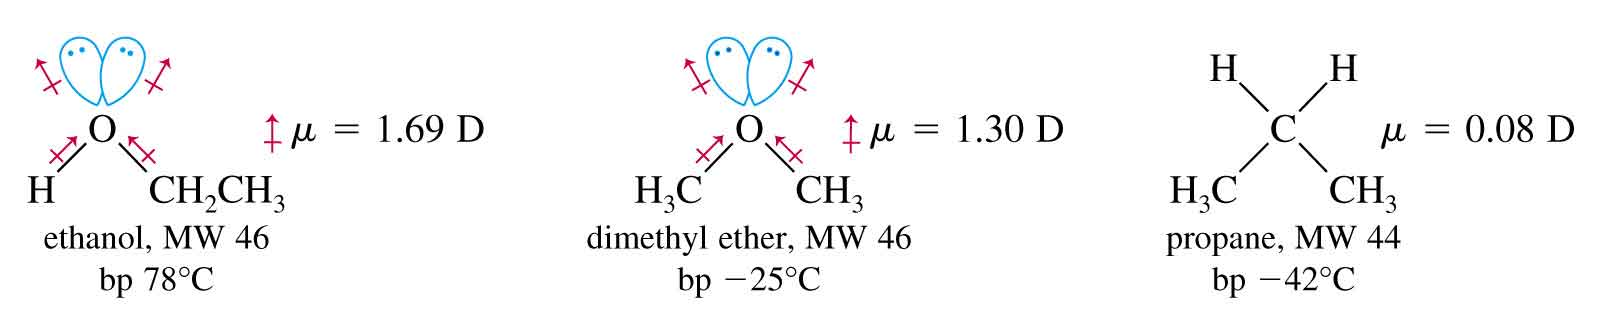 H H
O μ = 1.69 D O μ = 1.30 D C μ = 0.08 D
H CH₂CH₃ H₃C CH₃ H₃C CH₃
ethanol, MW 46 dimethyl ether, MW 46 propane, MW 44
bp 78°C bp −25°C bp −42°C